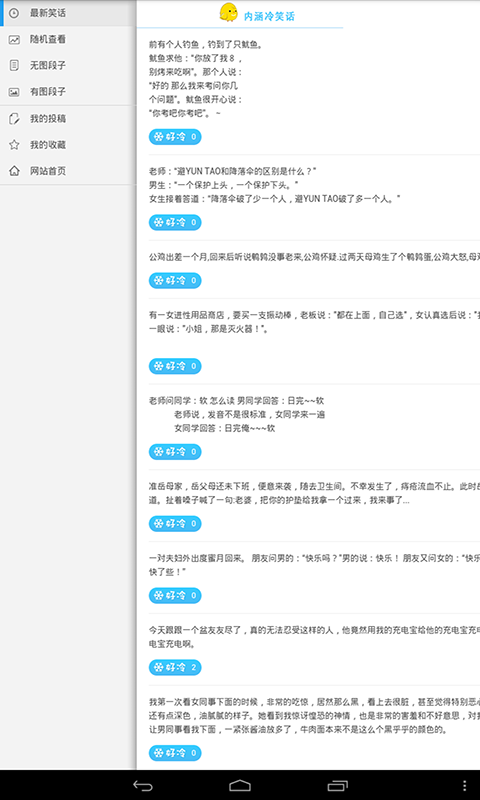 最新笑话
随机查看
无图段子
有图段子
我的投稿
我的收藏
网站首页
内涵冷笑话
前有个人钓鱼，钓到了只鱿鱼。
鱿鱼求他：“你放了我 8 ，
别烤来吃啊”。那个人说：
“好的 那么我来考问你几
个问题”。鱿鱼很开心说：
“你考吧你考吧”。~
好冷 0
老师：“避YUN TAO和降落伞的区别是什么？”
男生：“一个保护上头，一个保护下头。”
女生接着答道：“降落伞破了少一个人，避YUN TAO破了多一个人。”
好冷 0
公鸡出差一个月,回来后听说鹌鹑没事老来,公鸡怀疑.过两天母鸡生了个鹌鹑蛋,公鸡大怒,母鸡
好冷 0
有一女进性用品商店，要买一支振动棒，老板说：“都在上面，自己选”，女认真选后说：“
一眼说：“小姐，那是灭火器！”。
好冷 0
老师问同学：软 怎么读 男同学回答：日完~~软
老师说，发音不是很标准，女同学来一遍
女同学回答：日完俺~~~软
好冷 0
准岳母家，岳父母还未下班，便意来袭，随去卫生间。不幸发生了，痔疮流血不止。此时
道。扯着嗓子喊了一句:老婆，把你的护垫给我拿一个过来，我来事了...
好冷 0
一对夫妇外出度蜜月回来。 朋友问男的：“快乐吗？”男的说：快乐！ 朋友又问女的：“快乐
快了些！”
好冷 0
今天跟跟一个盆友友尽了，真的无法忍受这样的人，他竟然用我的充电宝给他的充电宝充
电宝充电啊。
好冷 2
我第一次看女同事下面的时候，非常的吃惊，居然那么黑，看上去很脏，甚至觉得特别恶心
还有点深色，油腻腻的样子。她看到我惊讶惶恐的神情，也是非常的害羞和不好意思，对
让男同事看我下面，一紧张酱油放多了，牛肉面本来不是这么个黑乎乎的颜色的。
好冷 0